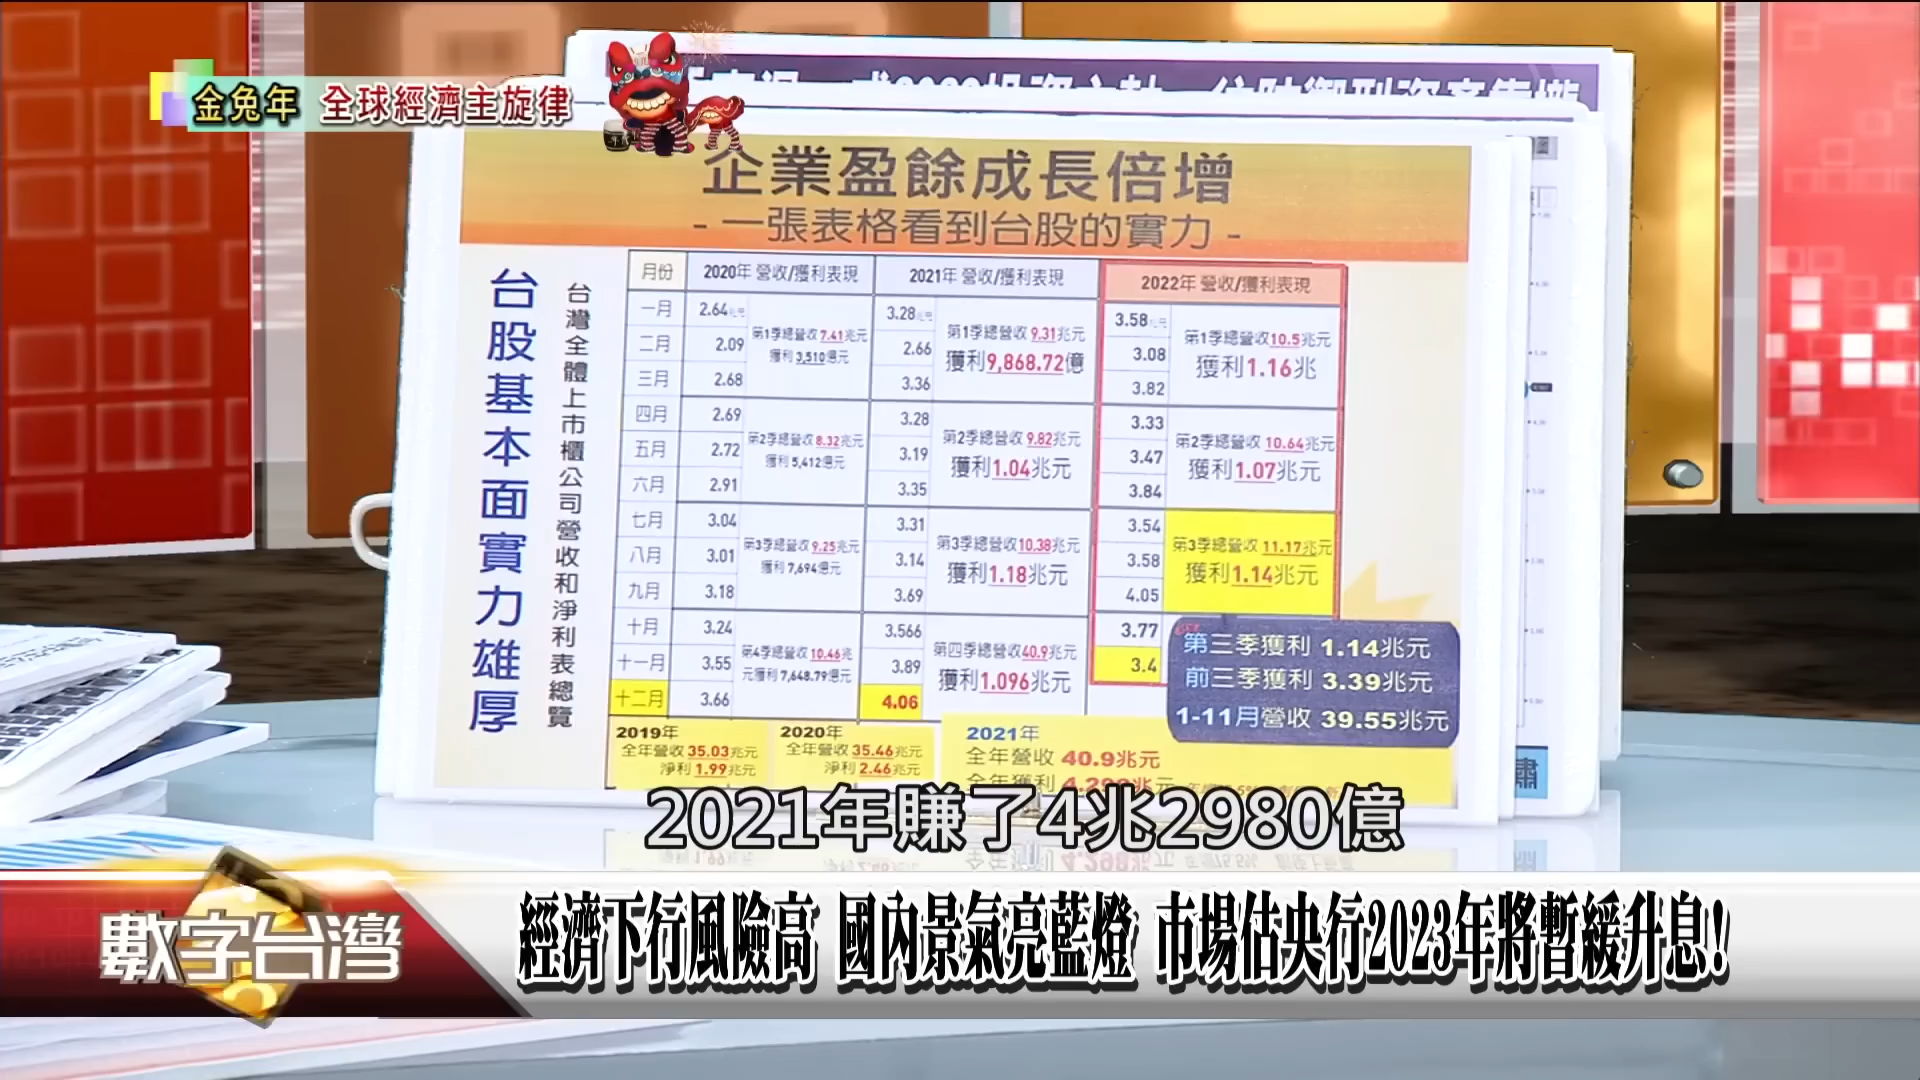 金兔年 全球經濟主旋律
企業盈餘成長倍增
- 一張表格看到台股的實力 -
台股基本面實力雄厚
台灣全體上市櫃公司營收和淨利表總覽
月份 2020年 營收/獲利表現 2021年 營收/獲利表現 2022年 營收/獲利表現
一月 2.64兆元 3.28兆元 3.58兆元
第1季總營收7.41兆元 第1季總營收9.31兆元 第1季總營收10.5兆元
二月 2.09 2.66 3.08
獲利3,510億元 獲利9,868.72億 獲利1.16兆
三月 2.68 3.36 3.82
四月 2.69 3.28 3.33
第2季總營收8.32兆元 第2季總營收9.82兆元 第2季總營收10.64兆元
五月 2.72 3.19 3.47
獲利5,412億元 獲利1.04兆元 獲利1.07兆元
六月 2.91 3.35 3.84
七月 3.04 3.31 3.54
第3季總營收9.25兆元 第3季總營收10.38兆元 第3季總營收11.17兆元
八月 3.01 3.14 3.58
獲利7,694億元 獲利1.18兆元 獲利1.14兆元
九月 3.18 3.69 4.05
十月 3.24 3.566 3.77
第4季總營收10.46兆 第四季總營收40.9兆元
十一月 3.55 3.89 3.4
元獲利7,648.79億元 獲利1.096兆元
十二月 3.66 4.06
第三季獲利 1.14兆元
前三季獲利 3.39兆元
1-11月營收 39.55兆元
2019年
全年營收35.03兆元
淨利1.99兆元
2020年
全年營收35.46兆元
淨利2.46兆元
2021年
全年營收 40.9兆元
全年獲利 4.298兆元
2021年賺了4兆2980億
數字台灣
經濟下行風險高 國內景氣亮藍燈 市場估央行2023年將暫緩升息!